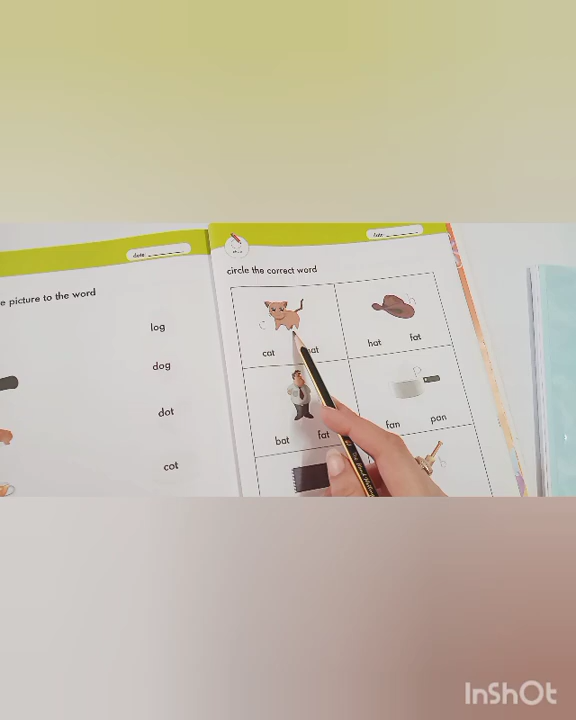 date
e picture to the word
log
dog
dot
cot
date
circle the correct word
c
h
cat
at
hat
fat
p
bat
fat
fan
pan
InShOt